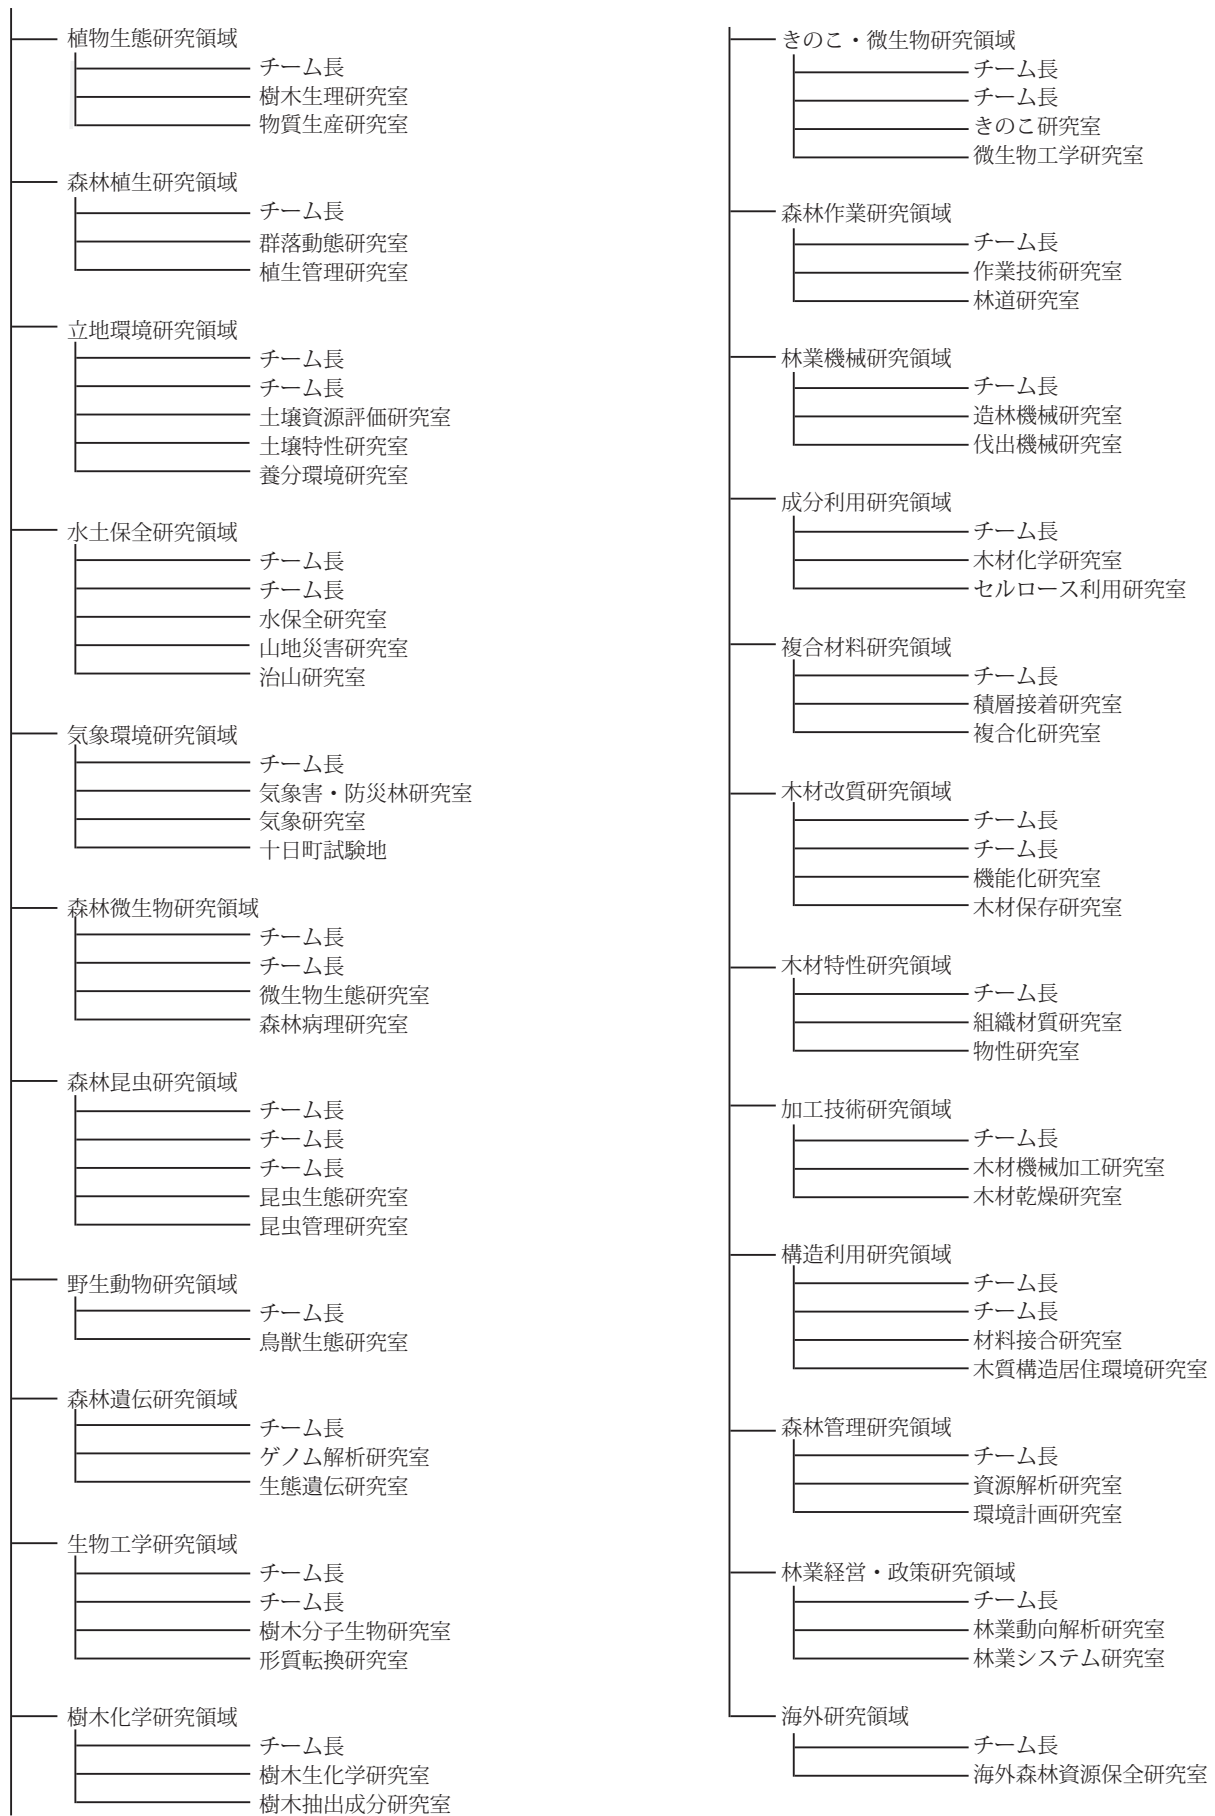 植物生態研究領域
チーム長
樹木生理研究室
物質生産研究室
森林植生研究領域
チーム長
群落動態研究室
植生管理研究室
立地環境研究領域
チーム長
チーム長
土壌資源評価研究室
土壌特性研究室
養分環境研究室
水土保全研究領域
チーム長
チーム長
水保全研究室
山地災害研究室
治山研究室
気象環境研究領域
チーム長
気象害・防災林研究室
気象研究室
十日町試験地
森林微生物研究領域
チーム長
チーム長
微生物生態研究室
森林病理研究室
森林昆虫研究領域
チーム長
チーム長
チーム長
昆虫生態研究室
昆虫管理研究室
野生動物研究領域
チーム長
鳥獣生態研究室
森林遺伝研究領域
チーム長
ゲノム解析研究室
生態遺伝研究室
生物工学研究領域
チーム長
チーム長
樹木分子生物研究室
形質転換研究室
樹木化学研究領域
チーム長
樹木生化学研究室
樹木抽出成分研究室
きのこ・微生物研究領域
チーム長
チーム長
きのこ研究室
微生物工学研究室
森林作業研究領域
チーム長
作業技術研究室
林道研究室
林業機械研究領域
チーム長
造林機械研究室
伐出機械研究室
成分利用研究領域
チーム長
木材化学研究室
セルロース利用研究室
複合材料研究領域
チーム長
積層接着研究室
複合化研究室
木材改質研究領域
チーム長
チーム長
機能化研究室
木材保存研究室
木材特性研究領域
チーム長
組織材質研究室
物性研究室
加工技術研究領域
チーム長
木材機械加工研究室
木材乾燥研究室
構造利用研究領域
チーム長
チーム長
材料接合研究室
木質構造居住環境研究室
森林管理研究領域
チーム長
資源解析研究室
環境計画研究室
林業経営・政策研究領域
チーム長
林業動向解析研究室
林業システム研究室
海外研究領域
チーム長
海外森林資源保全研究室